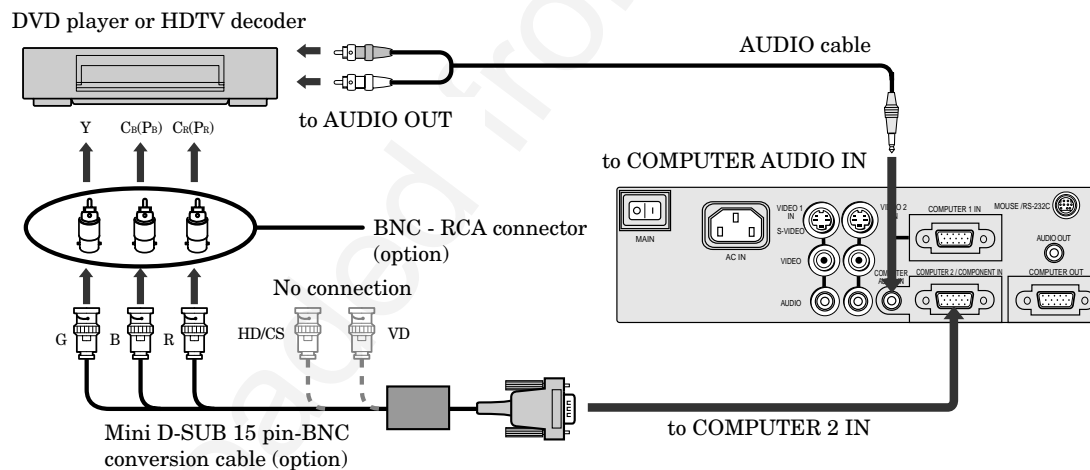 DVD player or HDTV decoder
AUDIO cable
to AUDIO OUT
Y
CB(PB)
CR(PR)
to COMPUTER AUDIO IN
BNC - RCA connector
(option)
No connection
G
B
R
HD/CS
VD
MAIN
AC IN
VIDEO 1
IN
S-VIDEO
VIDEO
AUDIO
COMPUTER 1 IN
MOUSE /RS-232C
AUDIO OUT
COMPUTER 2 / COMPONENT IN
COMPUTER OUT
Mini D-SUB 15 pin-BNC
conversion cable (option)
to COMPUTER 2 IN